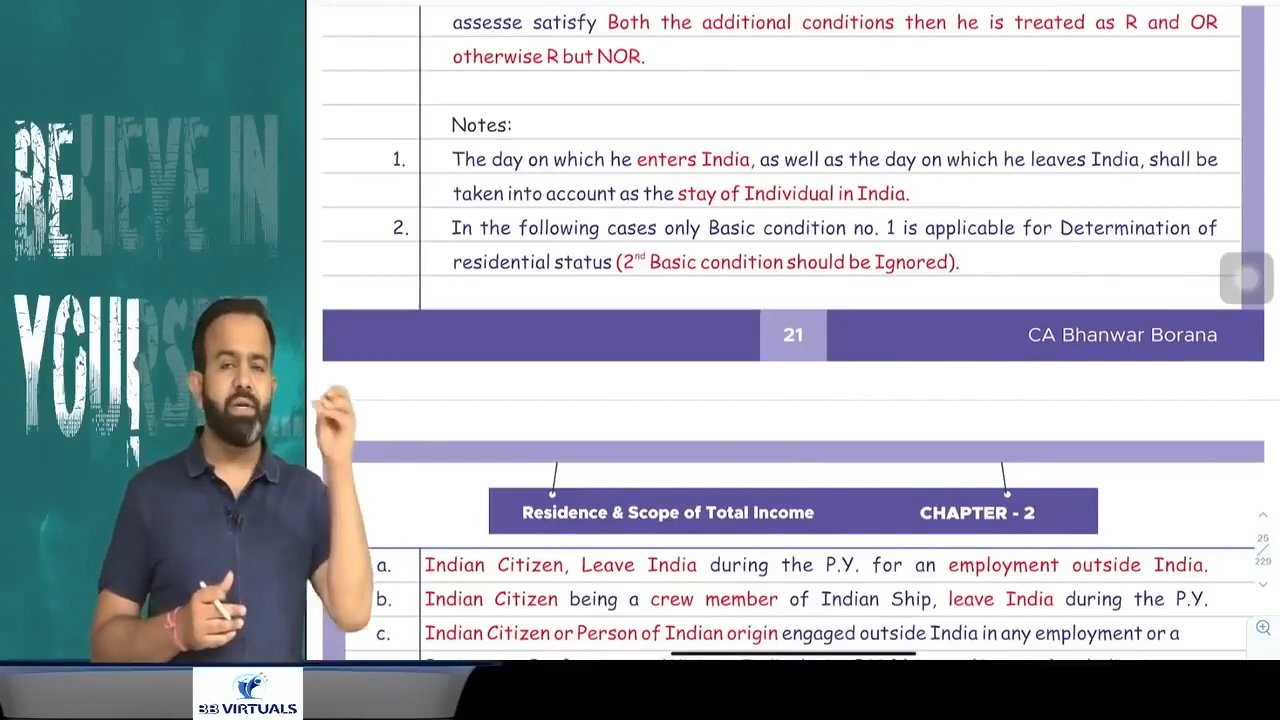 BELIEVE IN
YOURS
assesse satisfy Both the additional conditions then he is treated as R and OR
otherwise R but NOR.
Notes:
1. The day on which he enters India, as well as the day on which he leaves India, shall be
taken into account as the stay of Individual in India.
2. In the following cases only Basic condition no. 1 is applicable for Determination of
residential status (2nd Basic condition should be Ignored).
21
CA Bhanwar Borana
Residence & Scope of Total Income CHAPTER - 2
a. Indian Citizen, Leave India during the P.Y. for an employment outside India.
b. Indian Citizen being a crew member of Indian Ship, leave India during the P.Y.
c. Indian Citizen or Person of Indian origin engaged outside India in any employment or a
25
229
BB VIRTUALS